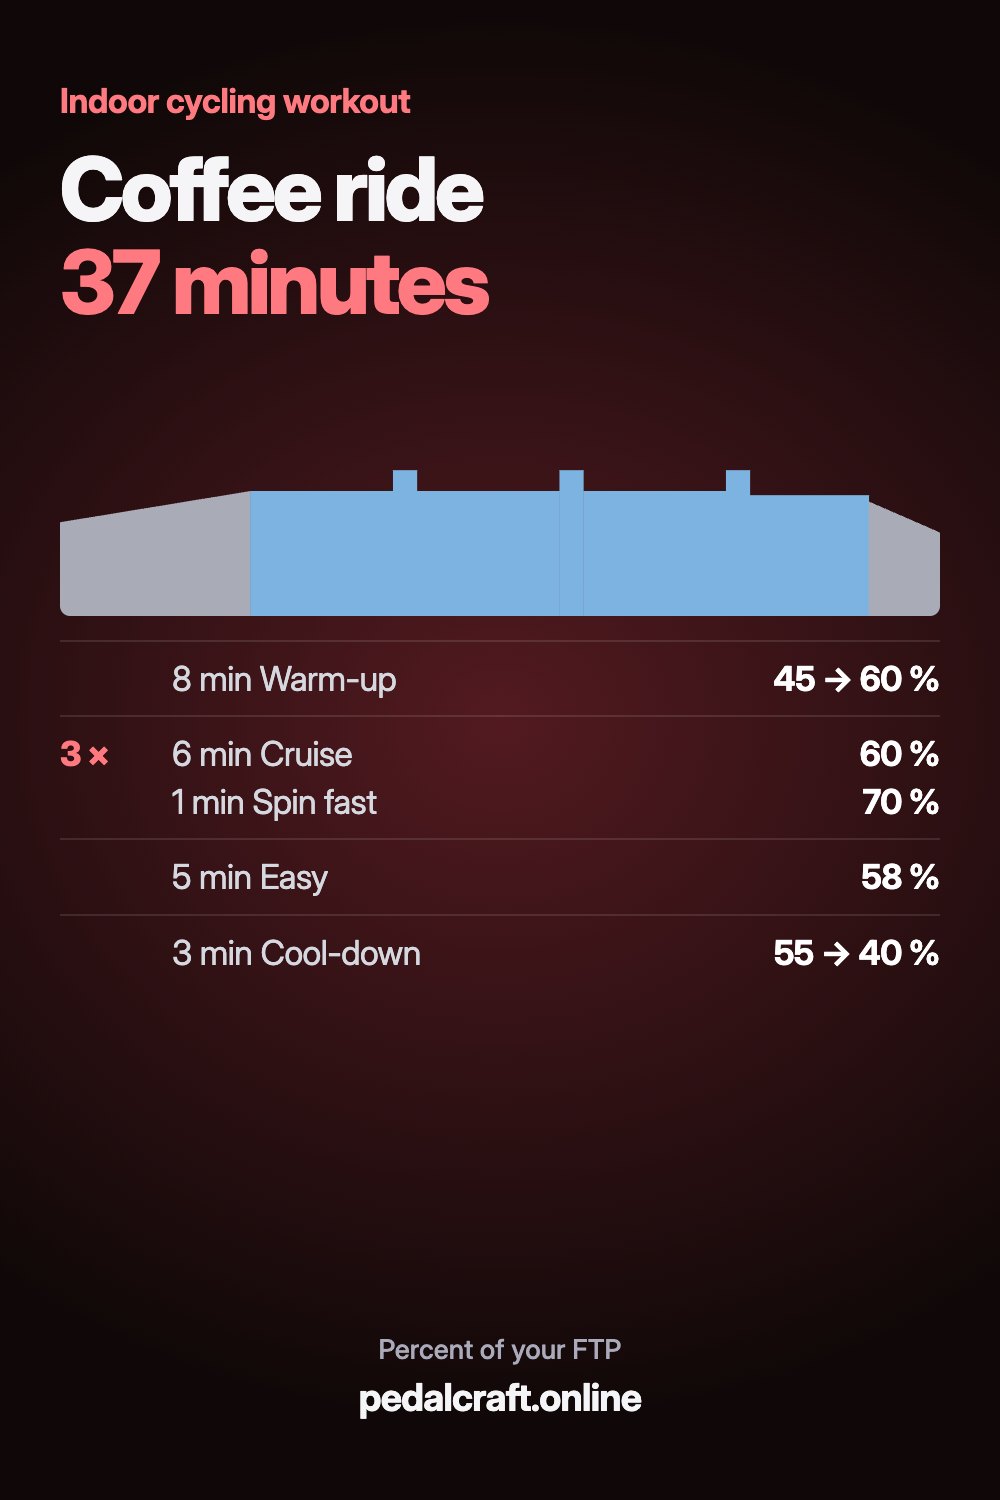 Indoor cycling workout
Coffee ride
37 minutes
8 min Warm-up 45 → 60 %
3 × 6 min Cruise 60 %
1 min Spin fast 70 %
5 min Easy 58 %
3 min Cool-down 55 → 40 %
Percent of your FTP
pedalcraft.online